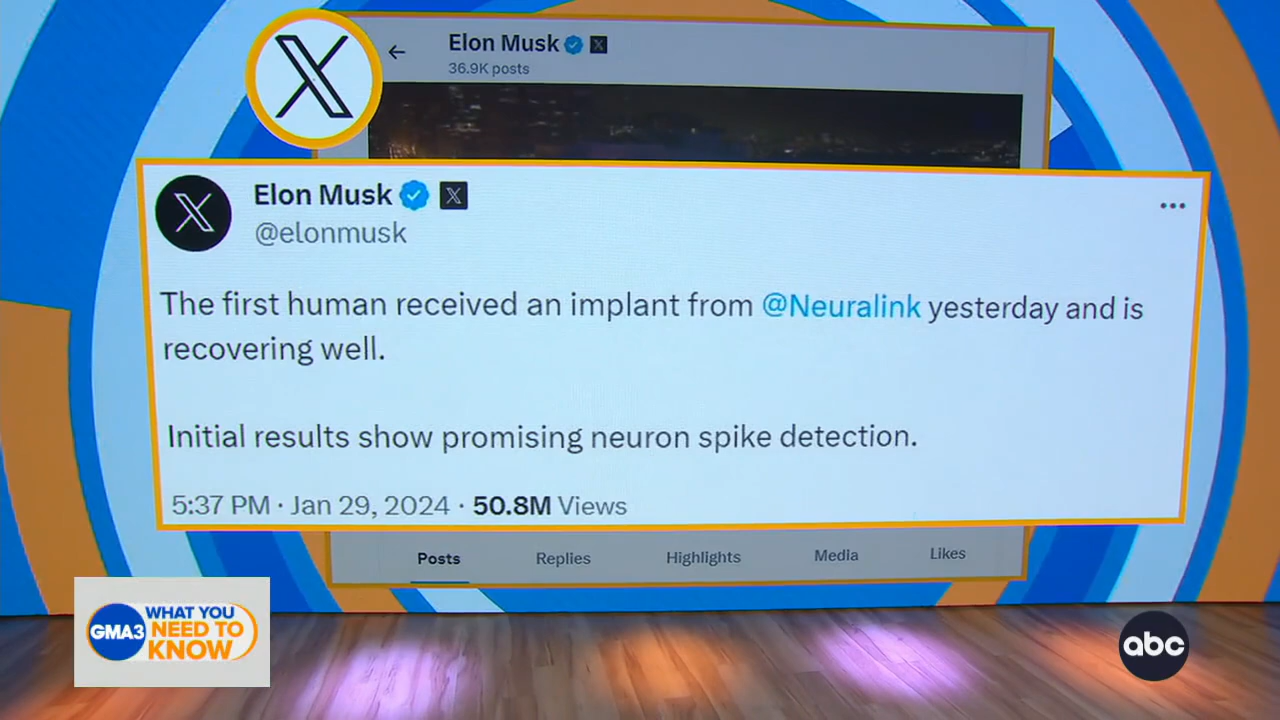 Elon Musk
36.9K posts
Elon Musk
@elonmusk
The first human received an implant from @Neuralink yesterday and is
recovering well.
Initial results show promising neuron spike detection.
5:37 PM · Jan 29, 2024 · 50.8M Views
Posts Replies Highlights Media Likes
GMA3
WHAT YOU
NEED TO
KNOW
abc